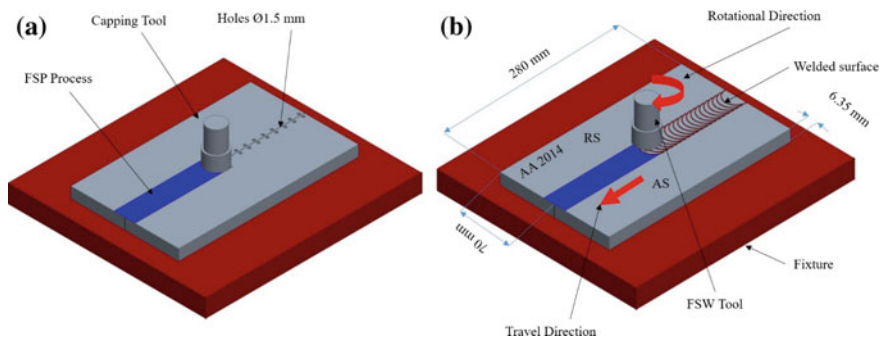 (a)
Capping Tool
Holes Ø1.5 mm
FSP Process
(b)
Rotational Direction
280 mm
Welded surface
6.35 mm
RS
AA 2014
AS
70 mm
Fixture
FSW Tool
Travel Direction